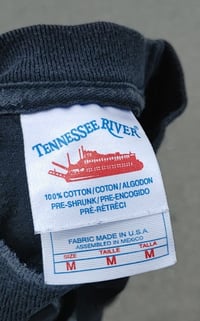 TENNESSEE RIVER
100% COTTON/COTON/ALGODON
PRE-SHRUNK/PRE-ENCOGIDO
PRÉ-RÉTRÉCI
FABRIC MADE IN U.S.A.
ASSEMBLED IN MEXICO
SIZE TAILLE TALLA
M M M